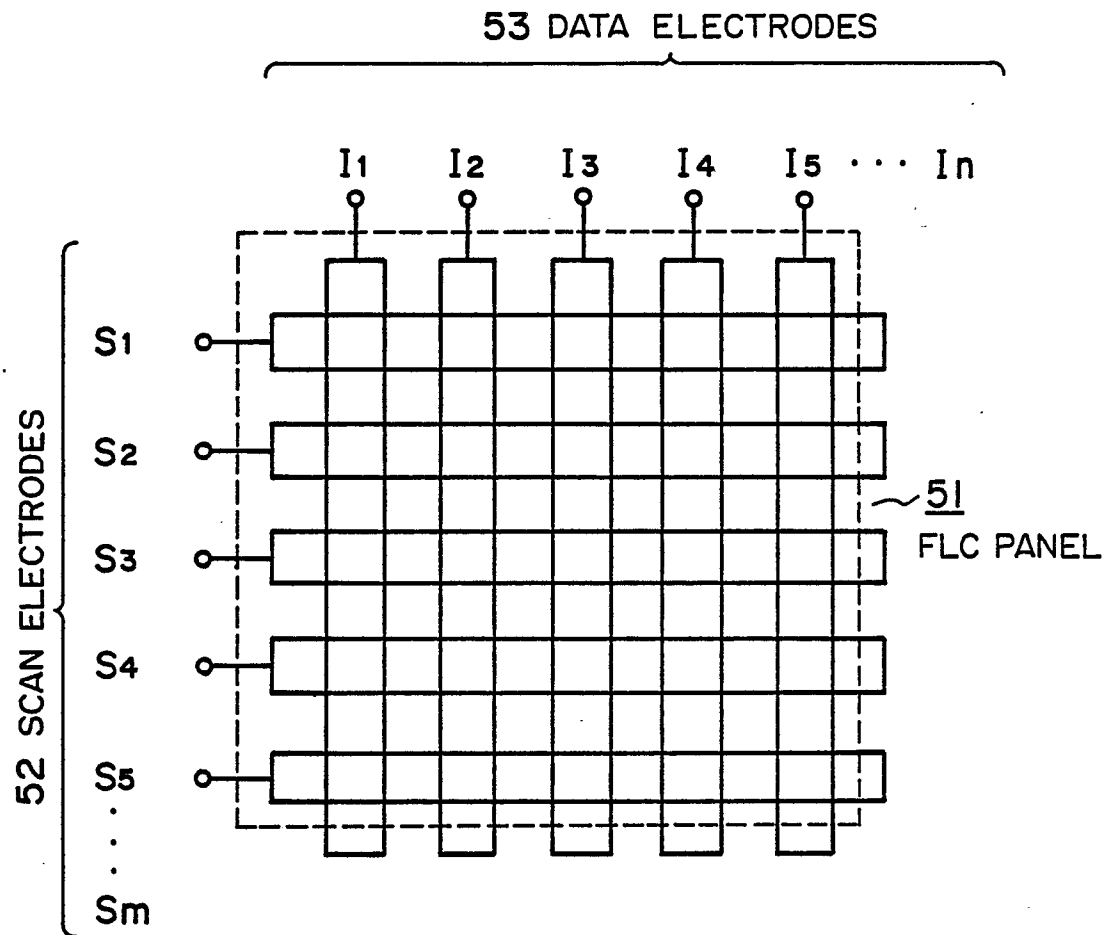 53 DATA ELECTRODES
I1 I2 I3 I4 I5 ··· In
52 SCAN ELECTRODES
S1
S2
S3
S4
S5
·
·
·
Sm
51
FLC PANEL